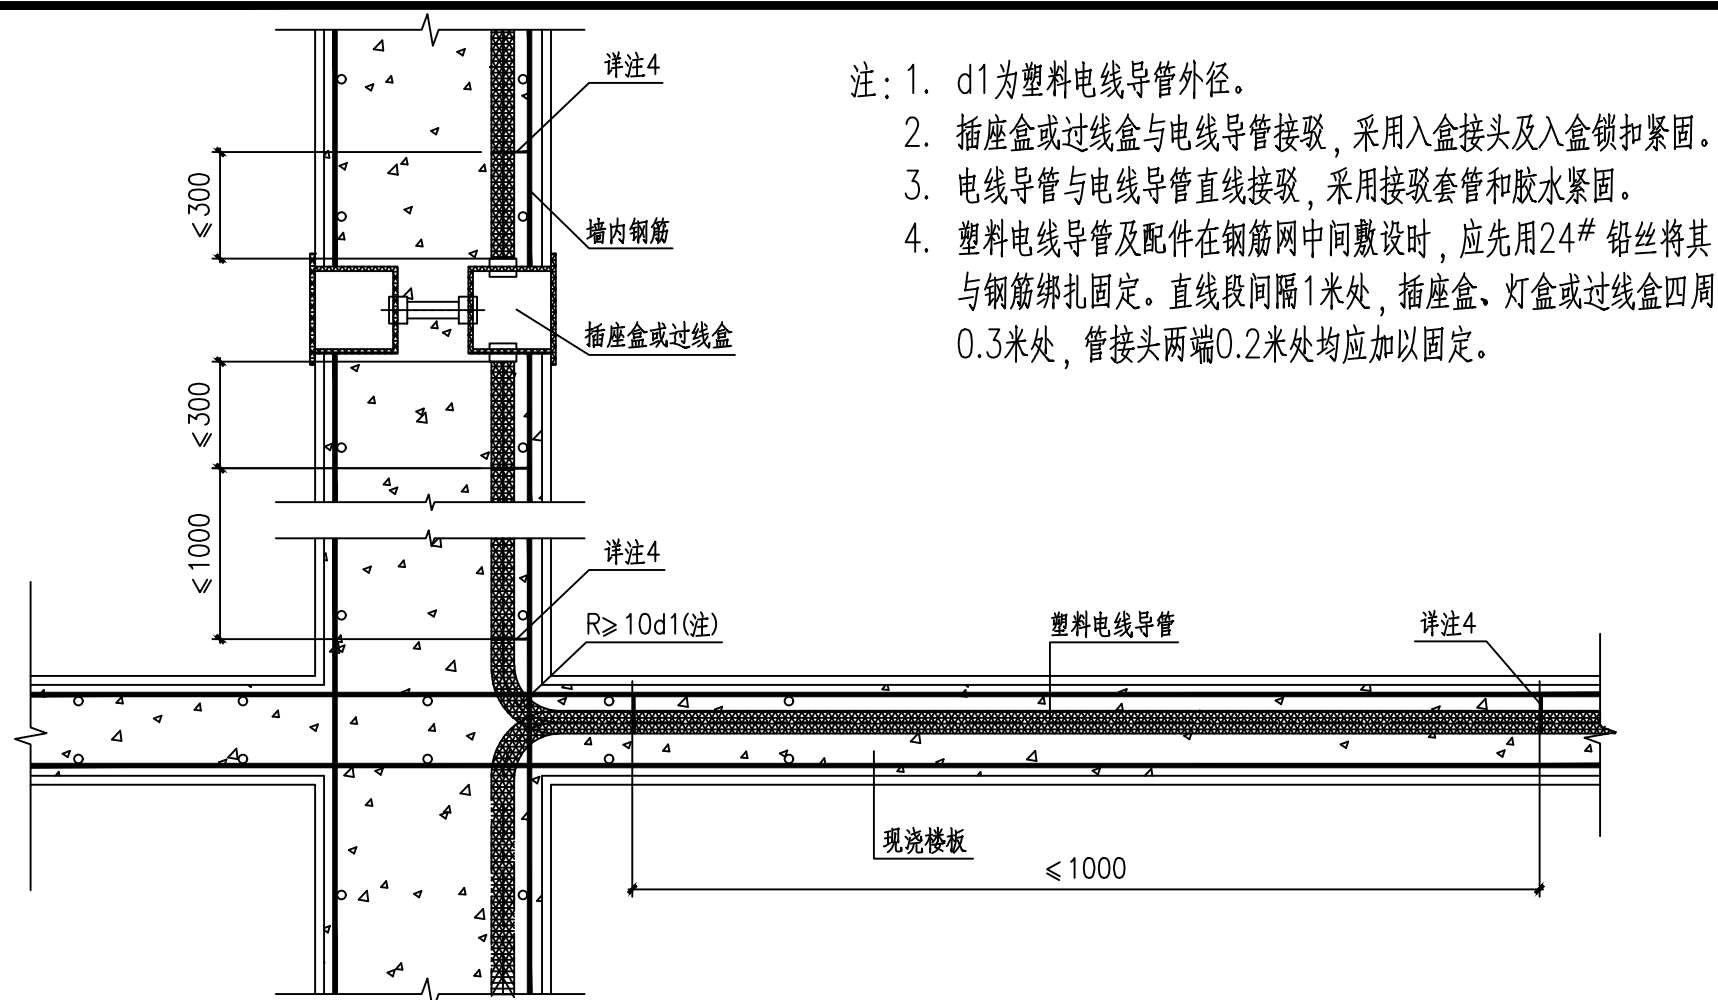 注: 1. d1为塑料电线导管外径。
2. 插座盒或过线盒与电线导管接驳,采用入盒接头及入盒锁扣紧固。
3. 电线导管与电线导管直线接驳,采用接驳套管和胶水紧固。
4. 塑料电线导管及配件在钢筋网中间敷设时,应先用24# 铅丝将其
与钢筋绑扎固定。直线段间隔1米处,插座盒、灯盒或过线盒四周
0.3米处,管接头两端0.2米处均应加以固定。
详注4
≤300
墙内钢筋
插座盒或过线盒
≤300
≤1000
详注4
R≥10d1(注)
塑料电线导管
详注4
现浇楼板
≤1000